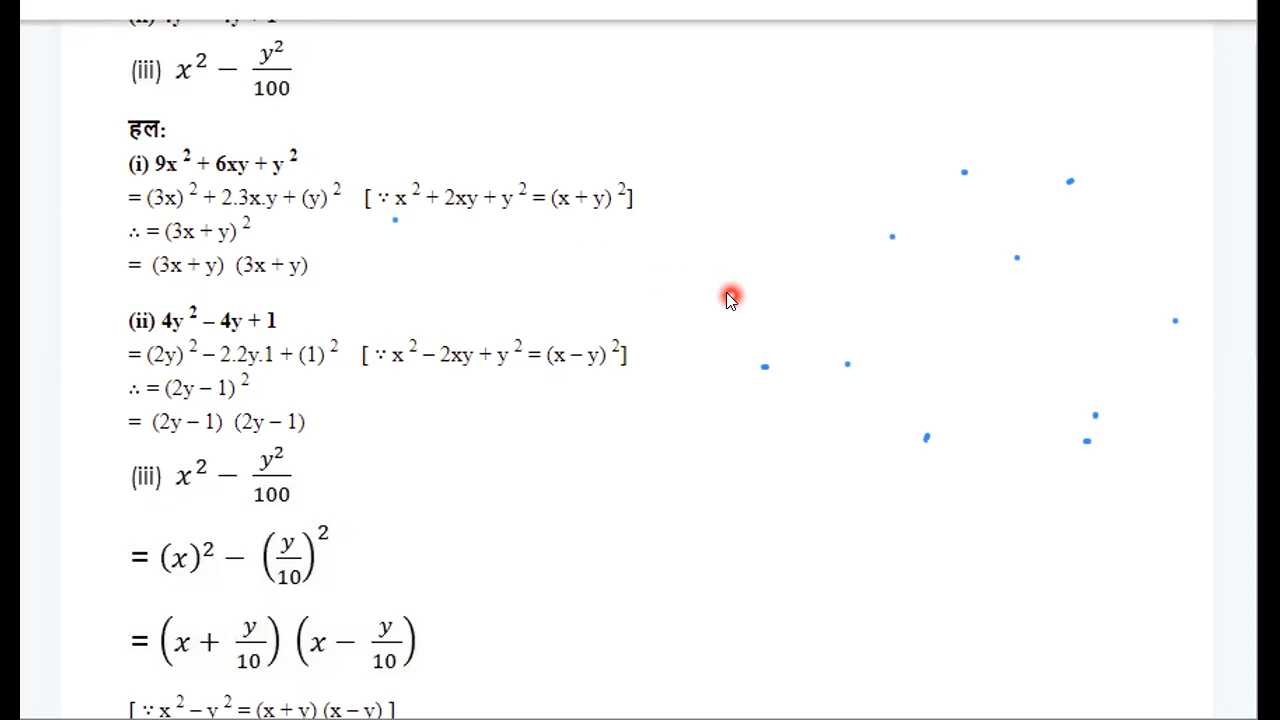 (iii) x² − y²/100
हल:
(i) 9x² + 6xy + y²
= (3x)² + 2.3x.y + (y)² [ ∵ x² + 2xy + y² = (x + y)²]
∴ = (3x + y)²
= (3x + y) (3x + y)
(ii) 4y² – 4y + 1
= (2y)² – 2.2y.1 + (1)² [ ∵ x² – 2xy + y² = (x – y)²]
∴ = (2y – 1)²
= (2y – 1) (2y – 1)
(iii) x² − y²/100
= (x)² − (y/10)²
= (x + y/10) (x − y/10)
[ ∵ x² – y² = (x + y) (x – y) ]